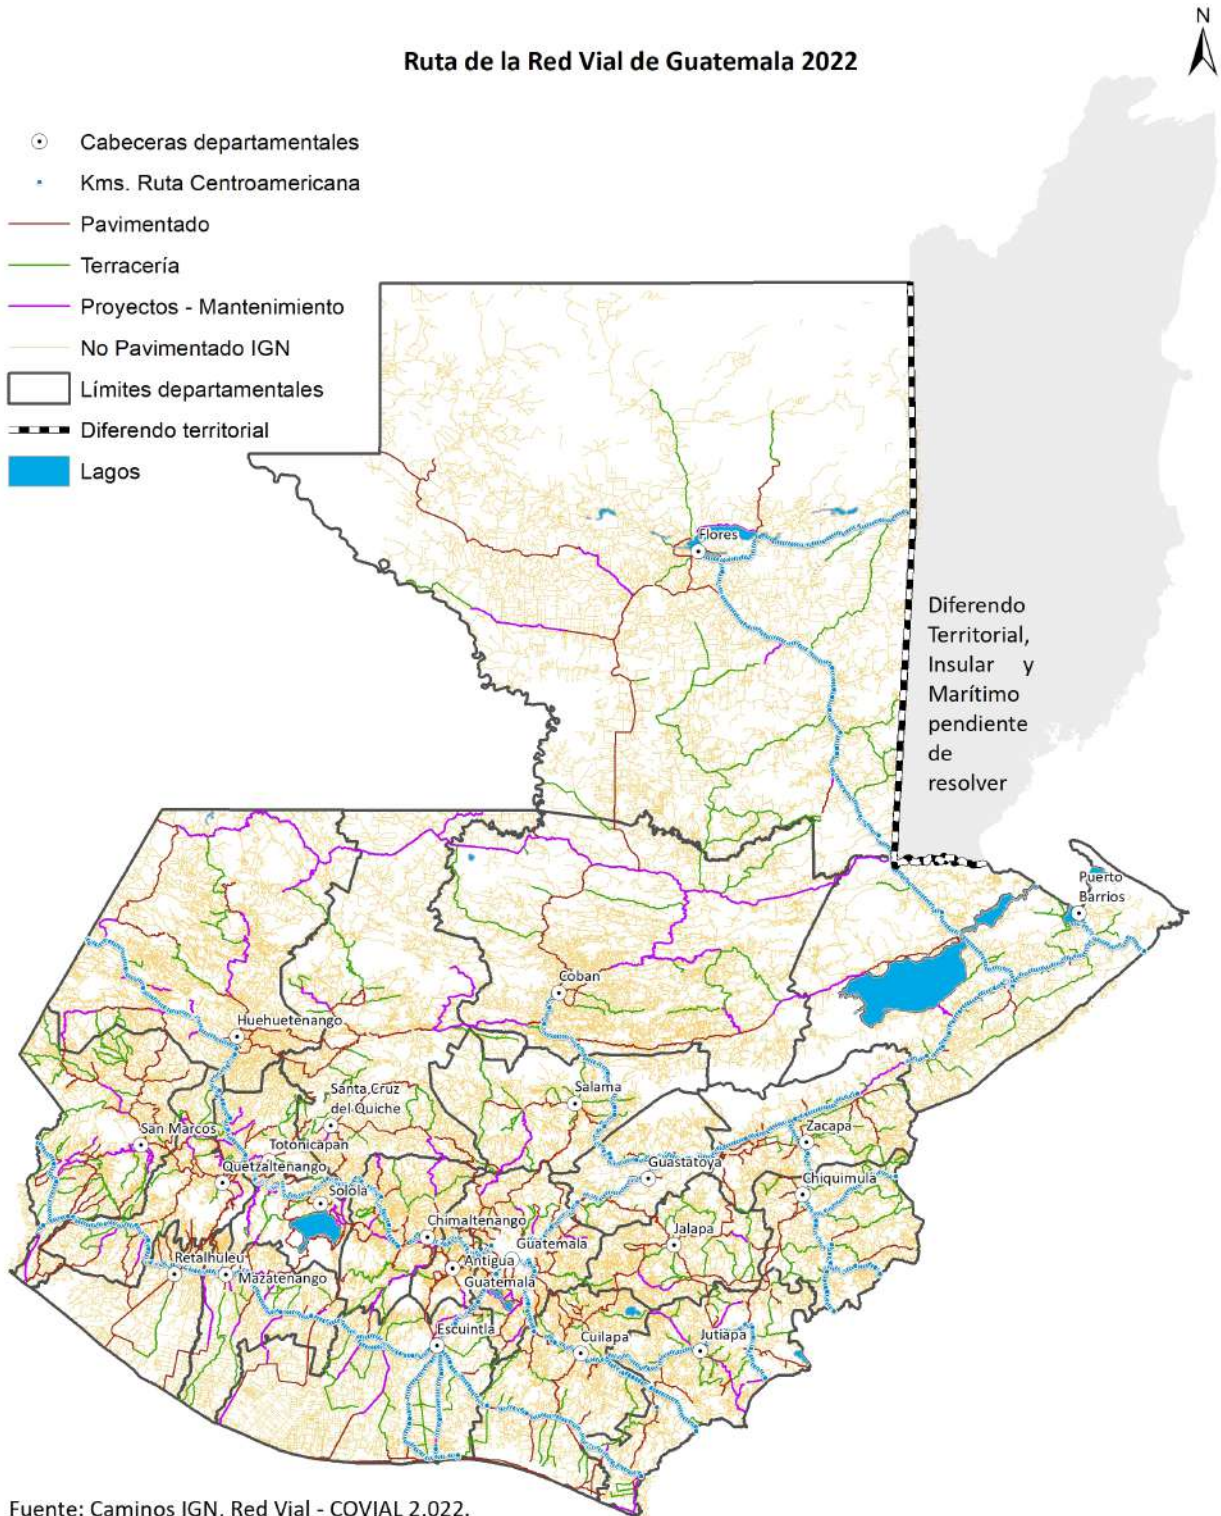 N
Ruta de la Red Vial de Guatemala 2022
Cabeceras departamentales
Kms. Ruta Centroamericana
Pavimentado
Terracería
Proyectos - Mantenimiento
No Pavimentado IGN
Límites departamentales
Diferendo territorial
Lagos
Flores
Diferendo
Territorial,
Insular y
Marítimo
pendiente
de
resolver
Puerto
Barrios
Coban
Huehuetenango
Santa Cruz
del Quiche
Salama
San Marcos
Totonicapan
Zacapa
Quetzaltenango
Guastatoya
Chiquimula
Sololá
Chimaltenango
Jalapa
Guatemala
Retalhuleu
Antigua
Guatemala
Mazatenango
Escuintla
Cuilapa
Jutiapa
Fuente: Caminos IGN, Red Vial - COVIAL 2,022.